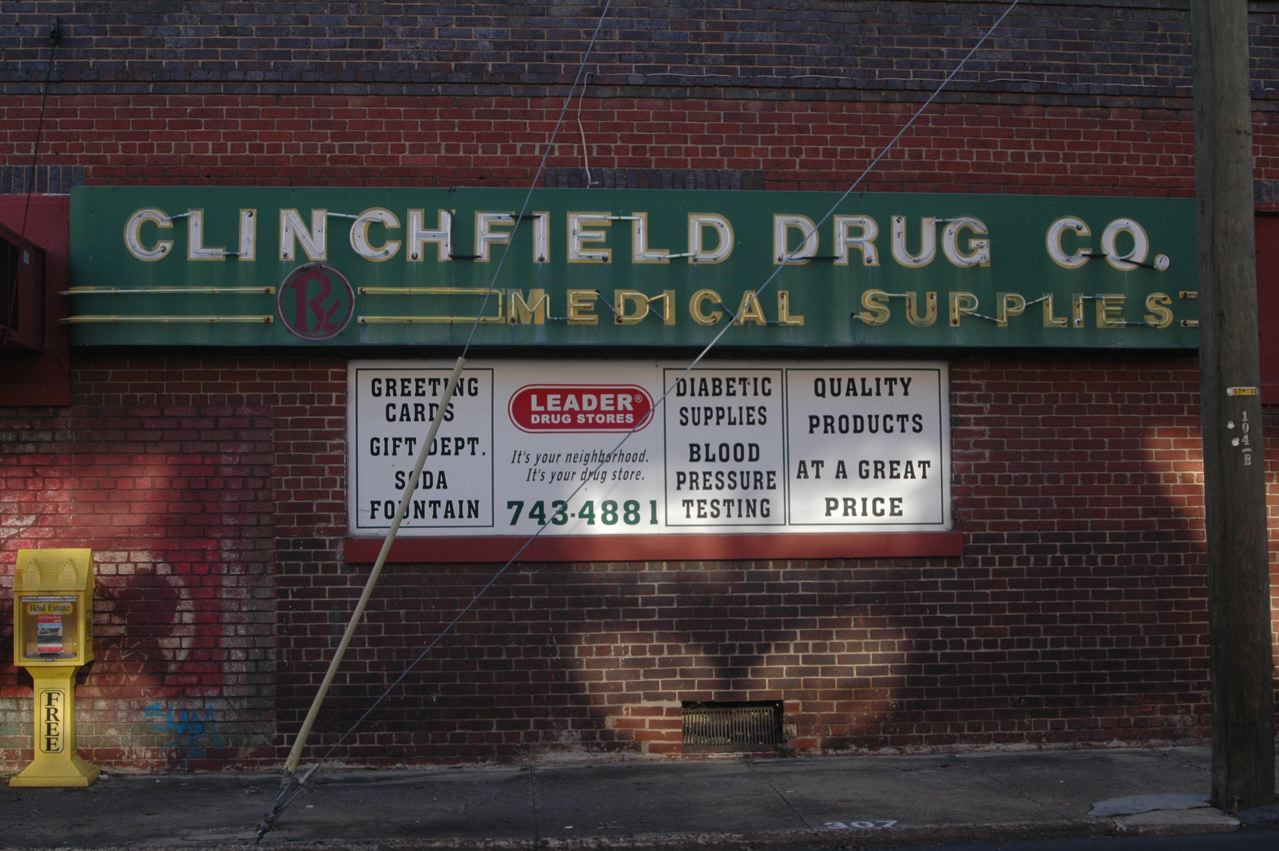 CLINCHFIELD DRUG CO.
Rx
MEDICAL SUPPLIES
GREETING
CARDS
GIFT DEPT.
SODA
FOUNTAIN
LEADER®
DRUG STORES
It's your neighborhood.
It's your drug store.
743-4881
DIABETIC
SUPPLIES
BLOOD
PRESSURE
TESTING
QUALITY
PRODUCTS
AT A GREAT
PRICE
Real Estate
FREE
104B
307